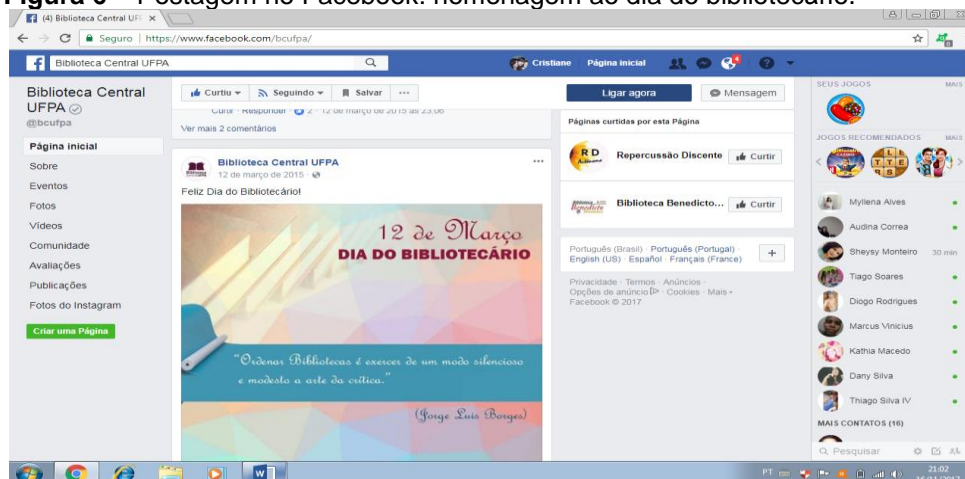 Figura 6 – Postagem no Facebook: homenagem ao dia do bibliotecário.
(4) Biblioteca Central UF
Seguro | https://www.facebook.com/bcufpa/
Biblioteca Central UFPA
Cristiane
Página inicial
4
Biblioteca Central
UFPA
@bcufpa
Página inicial
Sobre
Eventos
Fotos
Vídeos
Comunidade
Avaliações
Publicações
Fotos do Instagram
Criar uma Página
Curtiu
Seguindo
Salvar
Ligar agora
Mensagem
Curtir · Responder · 2 · 12 de março de 2015 às 23:06
Ver mais 2 comentários
Biblioteca Central UFPA
12 de março de 2015
Feliz Dia do Bibliotecário!
12 de Março
DIA DO BIBLIOTECÁRIO
"Ordenar Bibliotecas é exercer de um modo silencioso
e modesto a arte da crítica."
(Jorge Luis Borges)
Páginas curtidas por esta Página
RD
Repercussão Discente
Curtir
Biblioteca Benedicto...
Curtir
Português (Brasil) · Português (Portugal) ·
English (US) · Español · Français (France)
Privacidade · Termos · Anúncios ·
Opções de anúncio · Cookies · Mais
Facebook © 2017
SEUS JOGOS
MAIS
JOGOS RECOMENDADOS
MAIS
Myllena Alves
Audina Correa
Sheysy Monteiro 30 min
Tiago Soares
Diogo Rodrigues
Marcus Vinicius
Kathia Macedo
Dany Silva
Thiago Silva IV
MAIS CONTATOS (16)
Pesquisar
PT
21:02
16/11/2017